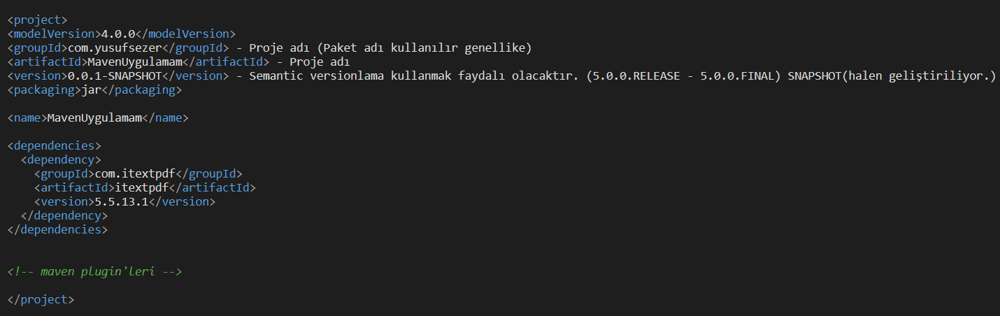 <project>
<modelVersion>4.0.0</modelVersion>
<groupId>com.yusufsezer</groupId> - Proje adı (Paket adı kullanılır genellike)
<artifactId>MavenUygulamam</artifactId> - Proje adı
<version>0.0.1-SNAPSHOT</version> - Semantic versionlama kullanmak faydalı olacaktır. (5.0.0.RELEASE - 5.0.0.FINAL) SNAPSHOT(halen geliştiriliyor.)
<packaging>jar</packaging>
<name>MavenUygulamam</name>
<dependencies>
<dependency>
<groupId>com.itextpdf</groupId>
<artifactId>itextpdf</artifactId>
<version>5.5.13.1</version>
</dependency>
</dependencies>
<!-- maven plugin'leri -->
</project>